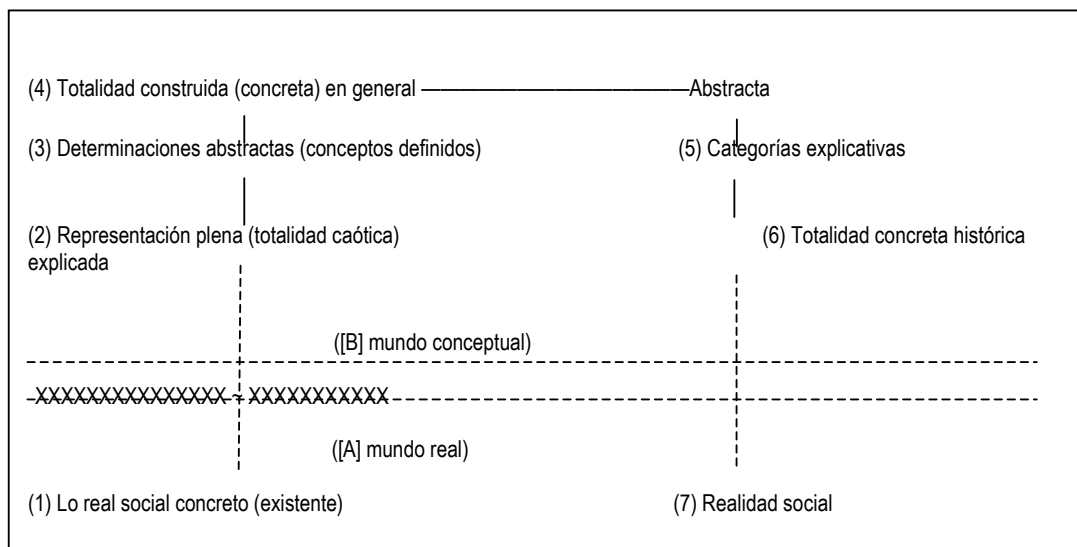 (4) Totalidad construida (concreta) en general ————————————————Abstracta
(3) Determinaciones abstractas (conceptos definidos) (5) Categorías explicativas
(2) Representación plena (totalidad caótica) (6) Totalidad concreta histórica
explicada
([B] mundo conceptual)
XXXXXXXXXXXXXXX ~ XXXXXXXXXXX
([A] mundo real)
(1) Lo real social concreto (existente) (7) Realidad social